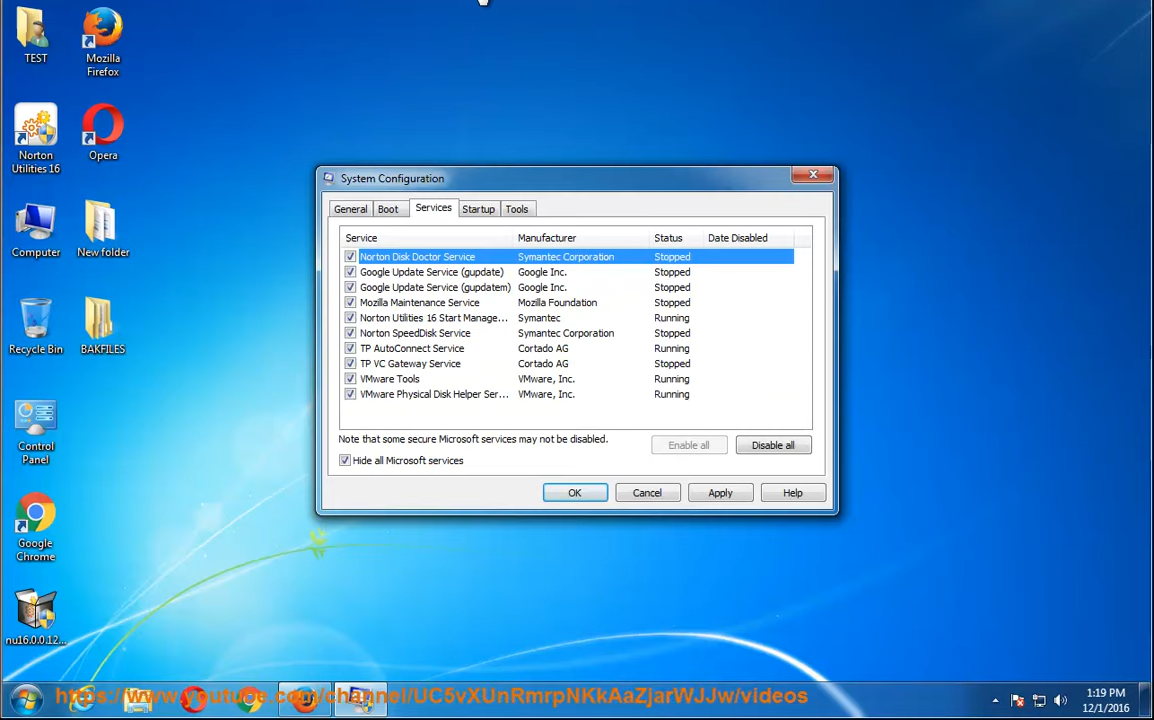 TEST
Mozilla
Firefox
Norton
Utilities 16
Opera
Computer
New folder
Recycle Bin
BAKFILES
Control
Panel
Google
Chrome
nu16.0.0.12...
System Configuration
General Boot Services Startup Tools
Service Manufacturer Status Date Disabled
Norton Disk Doctor Service Symantec Corporation Stopped
Google Update Service (gupdate) Google Inc. Stopped
Google Update Service (gupdatem) Google Inc. Stopped
Mozilla Maintenance Service Mozilla Foundation Stopped
Norton Utilities 16 Start Manage... Symantec Running
Norton SpeedDisk Service Symantec Corporation Stopped
TP AutoConnect Service Cortado AG Running
TP VC Gateway Service Cortado AG Stopped
VMware Tools VMware, Inc. Running
VMware Physical Disk Helper Ser... VMware, Inc. Running
Note that some secure Microsoft services may not be disabled.
Enable all Disable all
Hide all Microsoft services
OK Cancel Apply Help
https://www.youtube.com/channel/UC5vXUnRmrpNKkAaZjarWJJw/videos
1:19 PM
12/1/2016